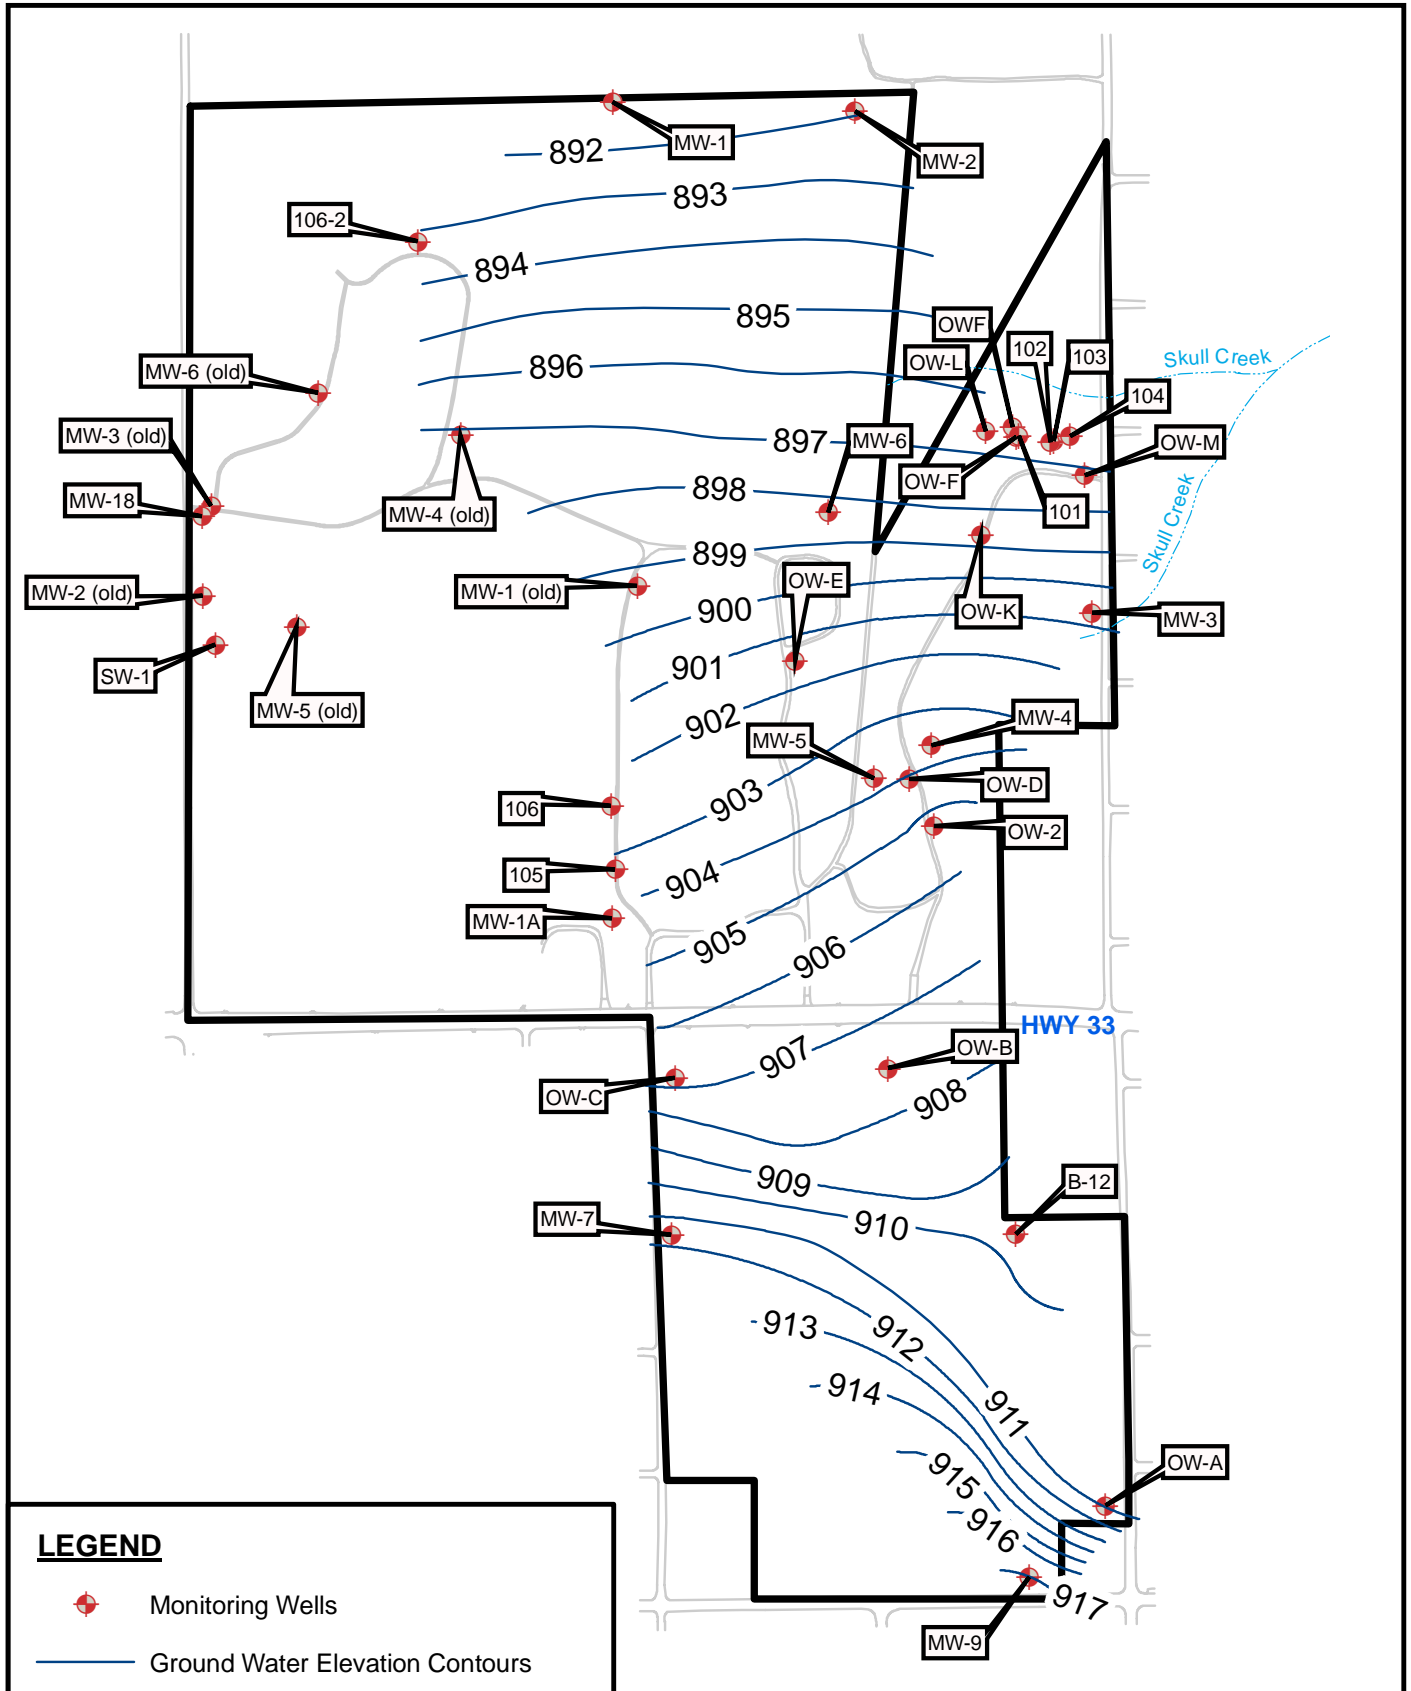 MW-1
892
MW-2
893
106-2
894
895
OWF
102
103
Skull Creek
OW-L
MW-6 (old)
896
104
MW-3 (old)
897
MW-6
OW-M
OW-F
MW-18
898
MW-4 (old)
101
Skull Creek
899
OW-E
MW-2 (old)
MW-1 (old)
900
OW-K
MW-3
901
SW-1
MW-5 (old)
902
MW-4
MW-5
OW-D
903
106
OW-2
904
105
MW-1A
905
906
HWY 33
907
OW-B
OW-C
908
909
B-12
MW-7
910
913
912
914
911
915
OW-A
916
917
MW-9
LEGEND
Monitoring Wells
Ground Water Elevation Contours